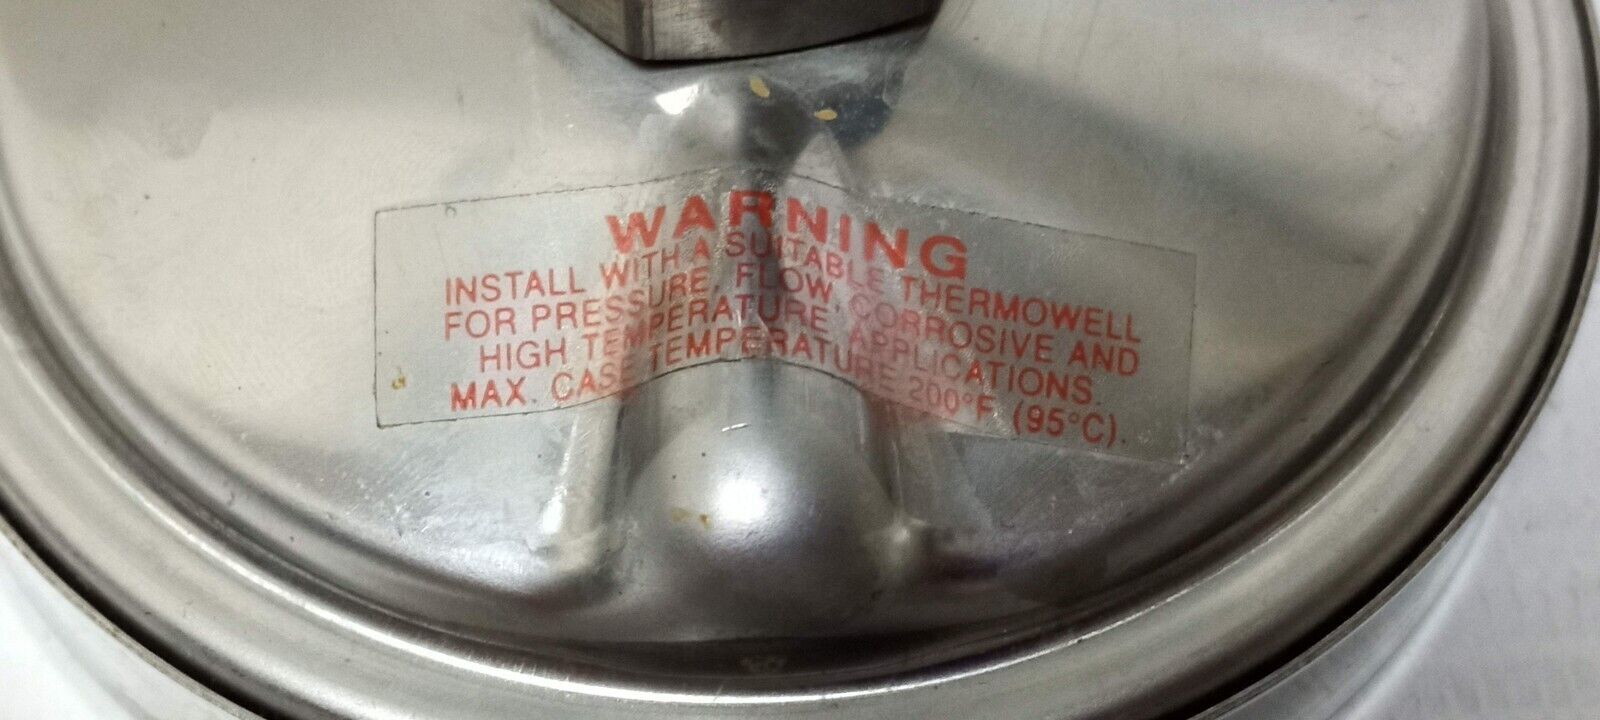 WARNING
INSTALL WITH A SUITABLE THERMOWELL
FOR PRESSURE, FLOW, CORROSIVE AND
HIGH TEMPERATURE APPLICATIONS.
MAX. CASE TEMPERATURE 200°F (95°C).